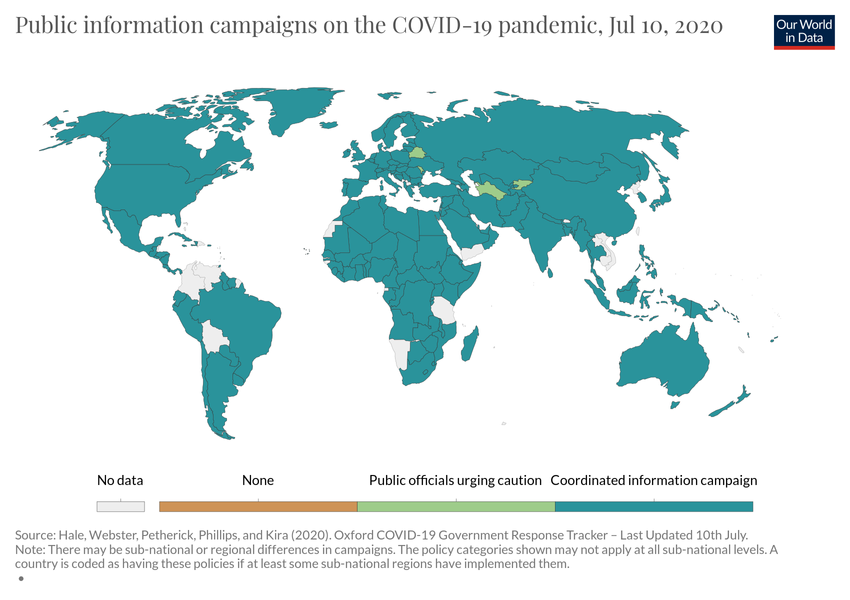 Public information campaigns on the COVID-19 pandemic, Jul 10, 2020
Our World
in Data
No data
None
Public officials urging caution
Coordinated information campaign
Source: Hale, Webster, Petherick, Phillips, and Kira (2020). Oxford COVID-19 Government Response Tracker – Last Updated 10th July.
Note: There may be sub-national or regional differences in campaigns. The policy categories shown may not apply at all sub-national levels. A
country is coded as having these policies if at least some sub-national regions have implemented them.